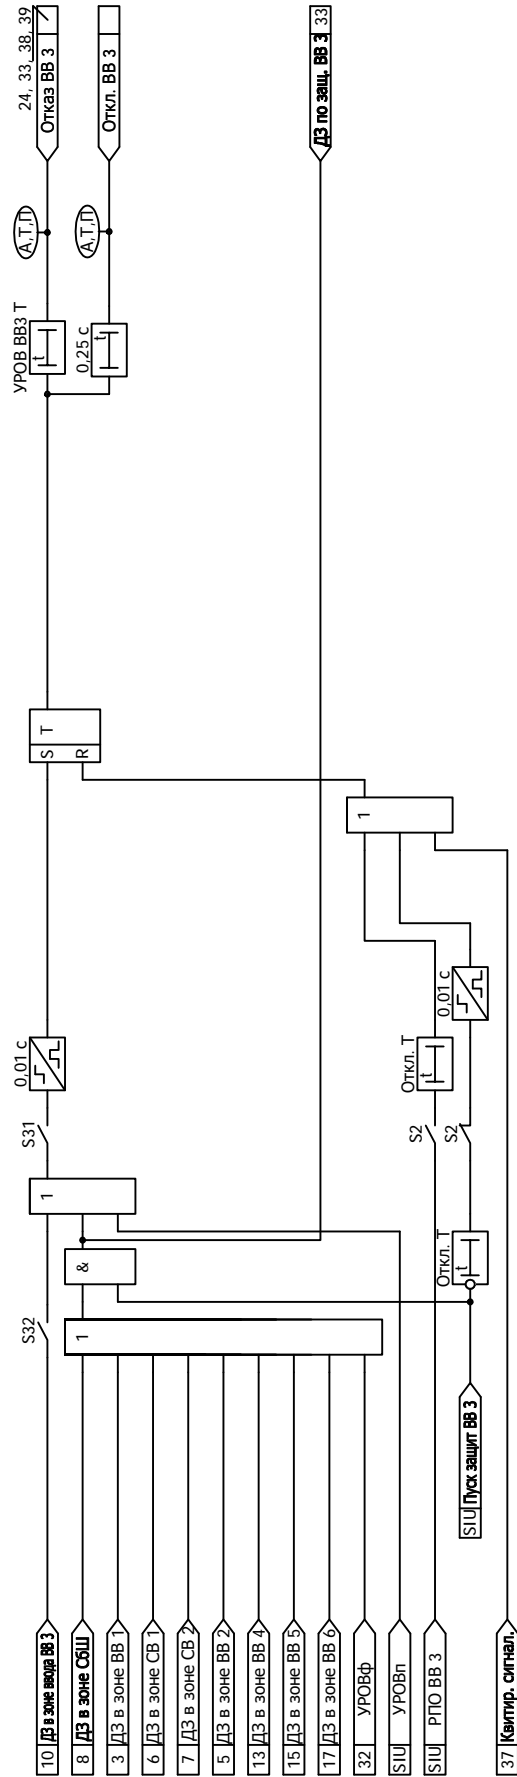 24, 33, 38, 39
Отказ ВВ 3
Откл. ВВ 3
ДЗ по защ. ВВ 3 33
А,Т,П
А,Т,П
УРОВ ВВ3 Т
t
0,25 с
t
S T
R
1
0,01 с
S31
1
&
S32
1
0,01 с
Откл. Т
t
S2
S2
Откл. Т
t
SIU Пуск защит ВВ 3
10 ДЗ в зоне ввода ВВ 3
8 ДЗ в зоне СбШ
3 ДЗ в зоне ВВ 1
6 ДЗ в зоне СВ 1
7 ДЗ в зоне СВ 2
5 ДЗ в зоне ВВ 2
13 ДЗ в зоне ВВ 4
15 ДЗ в зоне ВВ 5
17 ДЗ в зоне ВВ 6
32 УРОВф
SIU УРОВп
SIU РПО ВВ 3
37 Квитир. сигнал.